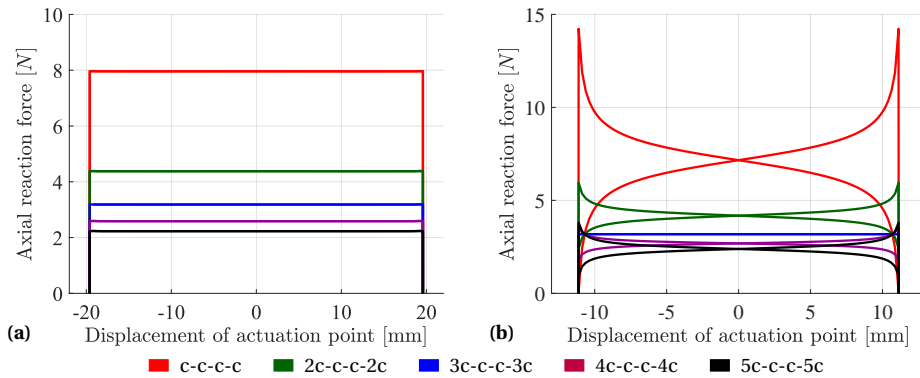 10
8
6
4
2
0
Axial reaction force [N]
-20 -10 0 10 20
Displacement of actuation point [mm]
(a)
15
10
5
0
Axial reaction force [N]
-10 -5 0 5 10
Displacement of actuation point [mm]
(b)
c-c-c-c 2c-c-c-2c 3c-c-c-3c 4c-c-c-4c 5c-c-c-5c